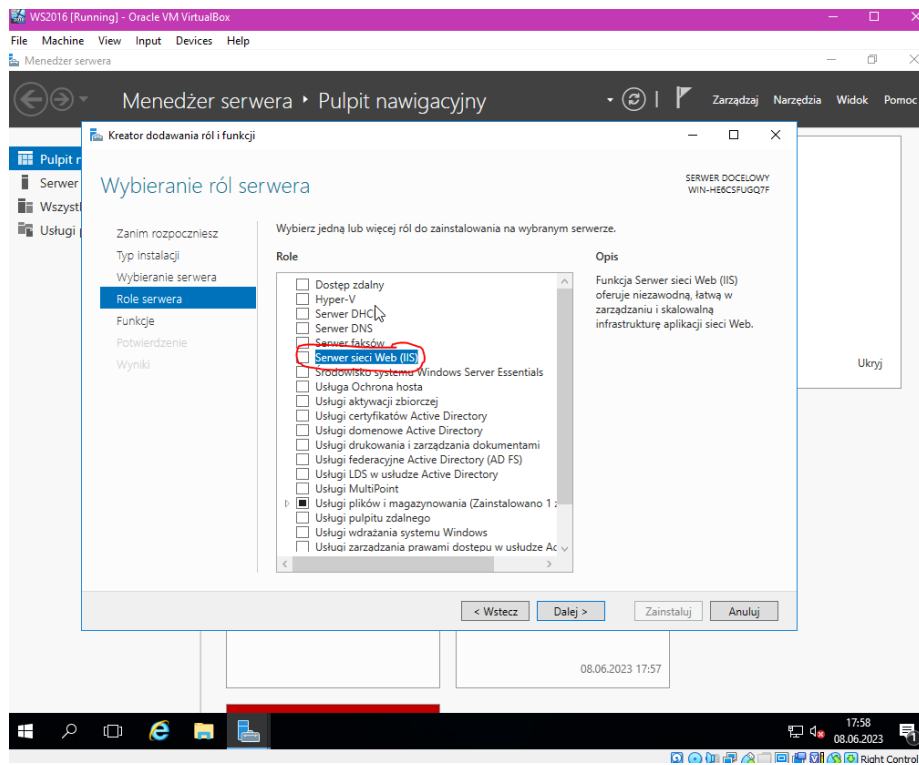 WS2016 [Running] - Oracle VM VirtualBox
File Machine View Input Devices Help
Menedżer serwera
Menedżer serwera Pulpit nawigacyjny
Zarządzaj Narzędzia Widok Pomoc
Kreator dodawania ról i funkcji
Wybieranie ról serwera
SERWER DOCELOWY
WIN-HE6CSFUGQ7F
Pulpit
Serwer
Usługi
Zanim rozpoczniesz
Typ instalacji
Wybieranie serwera
Role serwera
Funkcje
Potwierdzenie
Wyniki
Wybierz jedną lub więcej ról do zainstalowania na wybranym serwerze.
Role
Dostęp zdalny
Hyper-V
Serwer DHC
Serwer DNS
Serwer faksów
Serwer sieci Web (IIS)
Środowisko systemu Windows Server Essentials
Usługa Ochrona hosta
Usługi aktywacji zbiorczej
Usługi certyfikatów Active Directory
Usługi domenowe Active Directory
Usługi drukowania i zarządzania dokumentami
Usługi federacyjne Active Directory (AD FS)
Usługi LDS w usłudze Active Directory
Usługi MultiPoint
Usługi plików i magazynowania (Zainstalowano 1 z
Usługi pulpitu zdalnego
Usługi wdrażania systemu Windows
Usługi zarządzania prawami dostępu w usłudze Ac
Opis
Funkcja Serwer sieci Web (IIS)
oferuje niezawodną, łatwą w
zarządzaniu i skalowalną
infrastrukturę aplikacji sieci Web.
Ukryj
< Wstecz
Dalej >
Zainstaluj
Anuluj
08.06.2023 17:57
17:58
08.06.2023
1
Right Control